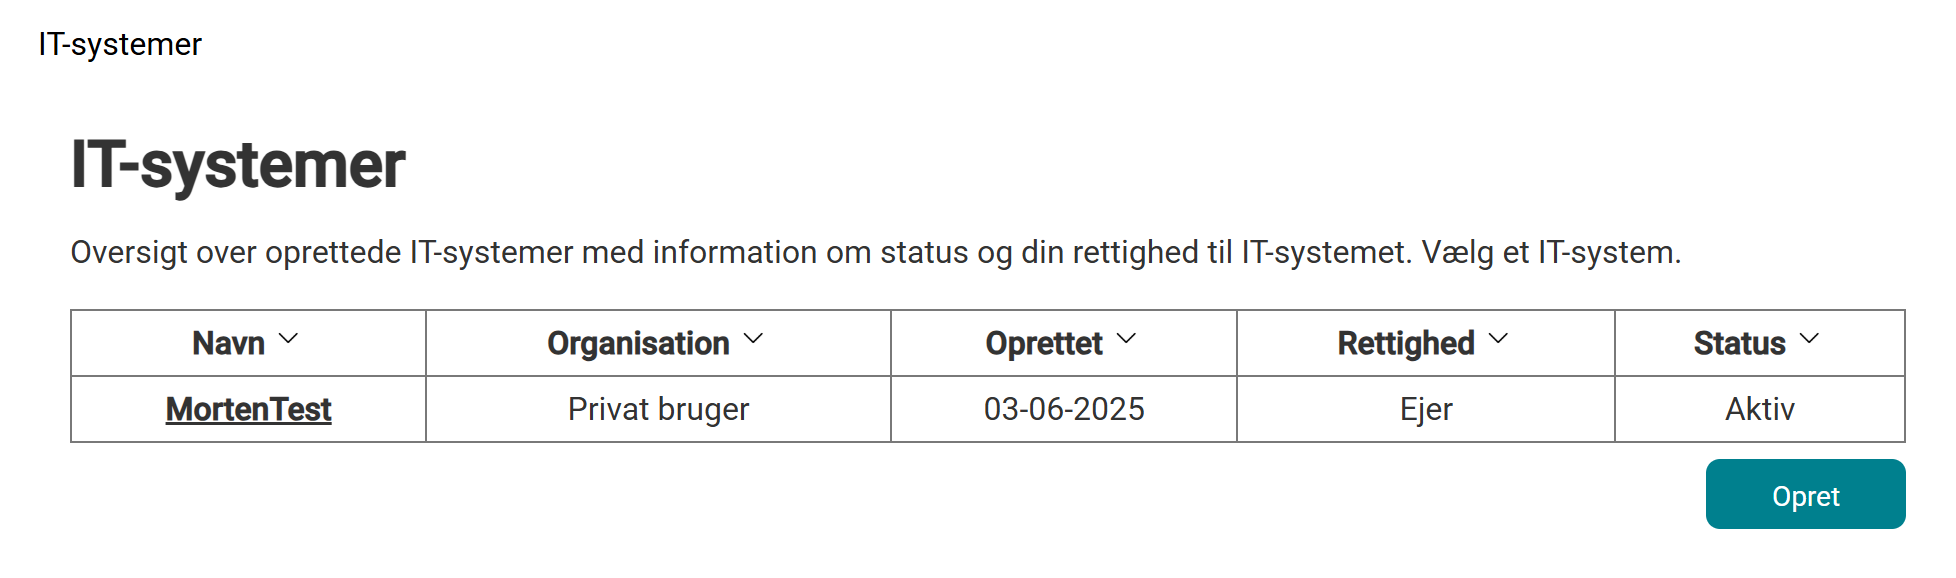 IT-systemer
IT-systemer
Oversigt over oprettede IT-systemer med information om status og din rettighed til IT-systemet. Vælg et IT-system.
Navn Organisation Oprettet Rettighed Status
MortenTest Privat bruger 03-06-2025 Ejer Aktiv
Opret